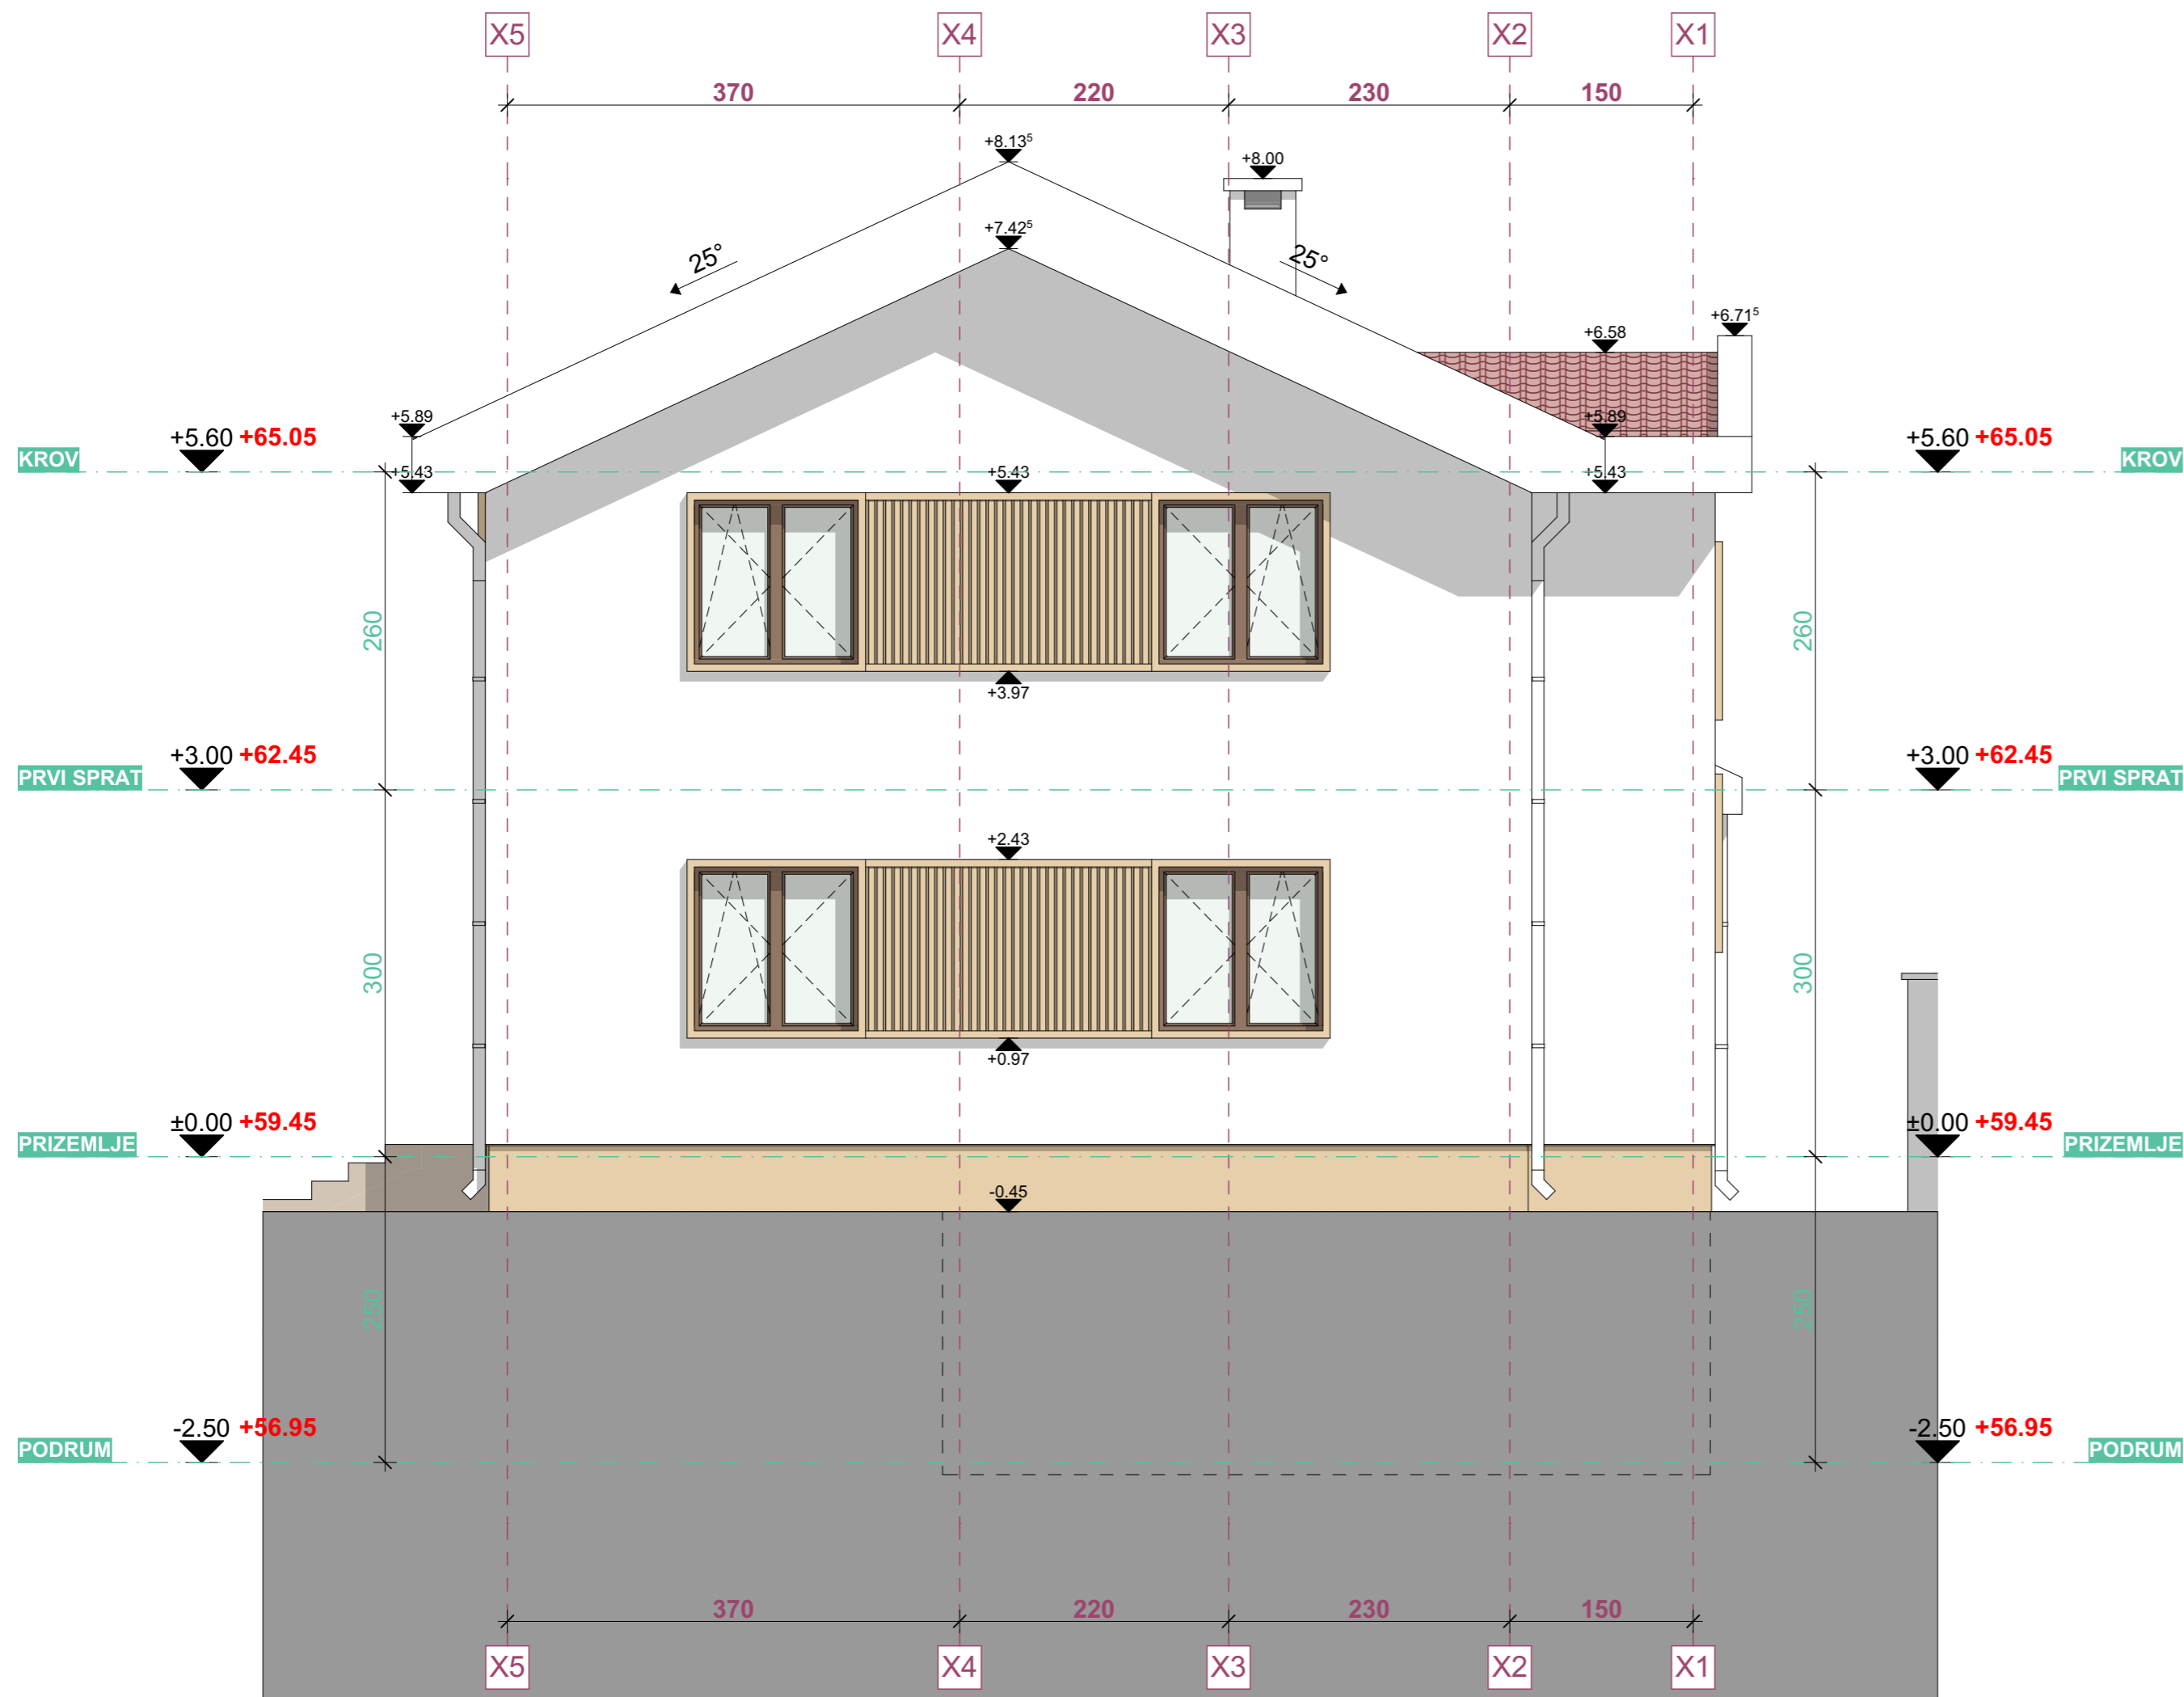 X5 X4 X3 X2 X1
370 220 230 150
+8.13⁵
+8.00
+7.42⁵
25° 25°
+6.71⁵
+6.58
+5.89 +5.89
+5.60 +65.05 +5.60 +65.05
KROV KROV
+5.43 +5.43 +5.43
260 260
+3.97
+3.00 +62.45 +3.00 +62.45
PRVI SPRAT PRVI SPRAT
+2.43
300 300
+0.97
±0.00 +59.45 ±0.00 +59.45
PRIZEMLJE PRIZEMLJE
-0.45
250 250
-2.50 +56.95 -2.50 +56.95
PODRUM PODRUM
370 220 230 150
X5 X4 X3 X2 X1